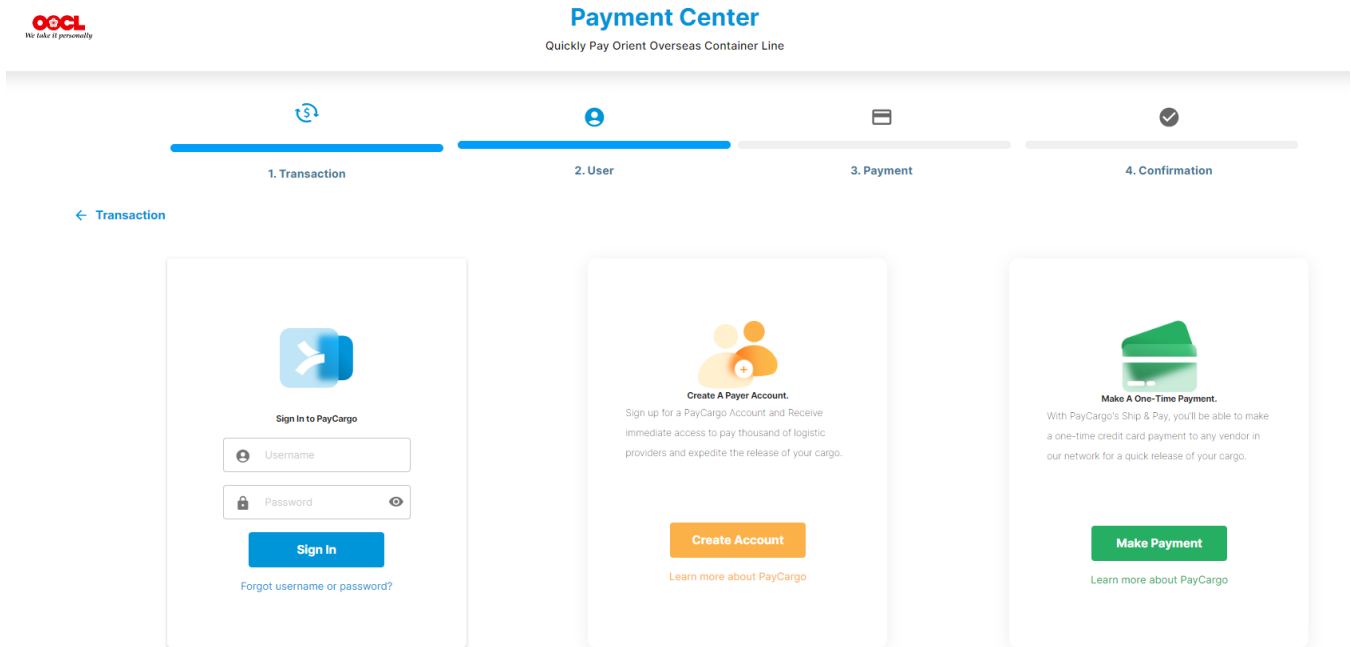 OOCL
We take it personally
Payment Center
Quickly Pay Orient Overseas Container Line
1. Transaction
2. User
3. Payment
4. Confirmation
← Transaction
Sign In to PayCargo
Username
Password
Sign In
Forgot username or password?
Create A Payer Account.
Sign up for a PayCargo Account and Receive
immediate access to pay thousand of logistic
providers and expedite the release of your cargo.
Create Account
Learn more about PayCargo
Make A One-Time Payment.
With PayCargo's Ship & Pay, you'll be able to make
a one-time credit card payment to any vendor in
our network for a quick release of your cargo.
Make Payment
Learn more about PayCargo